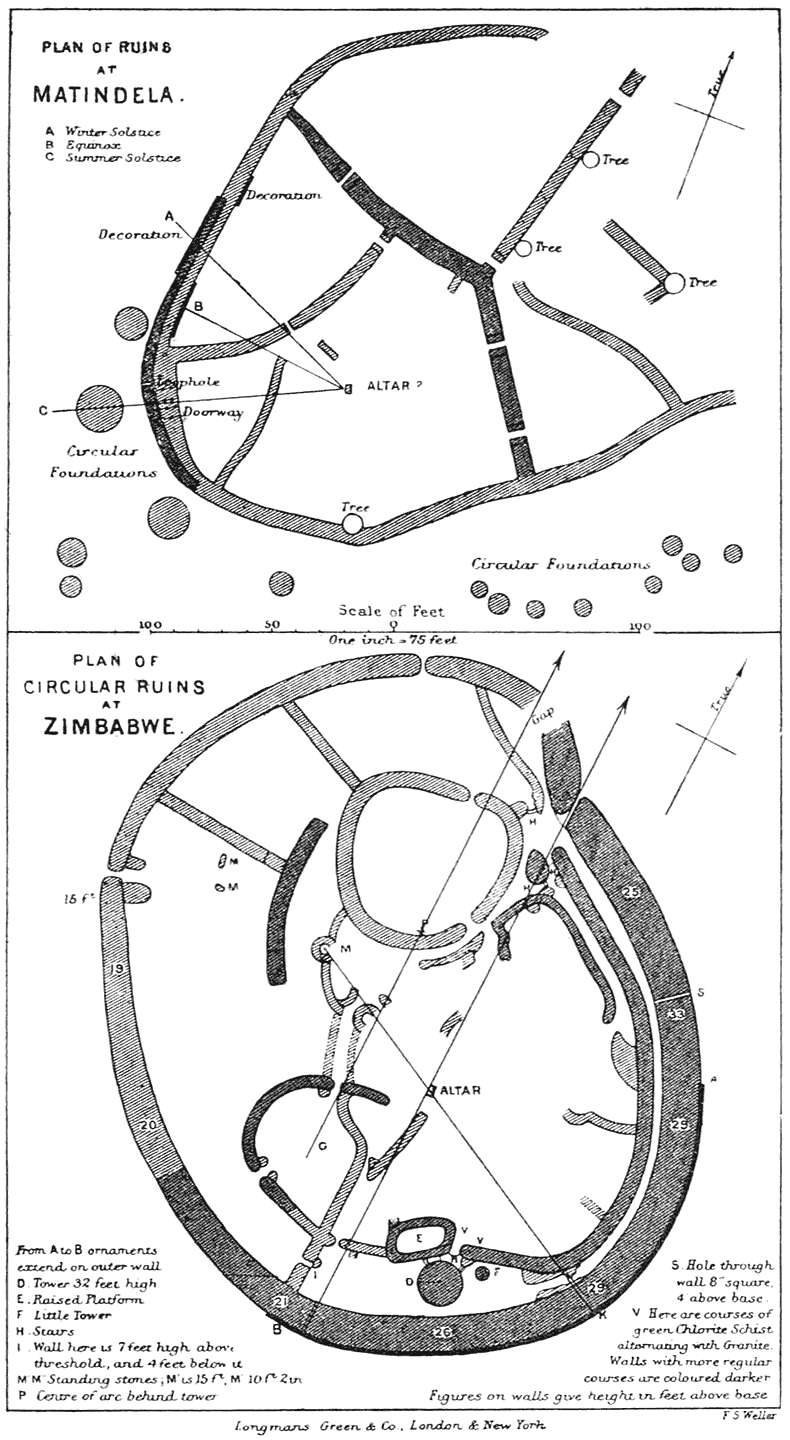 PLAN OF RUINS
AT
MATINDELA.
A Winter Solstice
B Equinox
C Summer Solstice
True
Tree
Decoration
A
Decoration
Tree
Tree
B
Loophole
ALTAR ?
C
Doorway
Circular
Foundations
Tree
Circular Foundations
Scale of Feet
100 50 0 100
One inch = 75 feet
PLAN OF
CIRCULAR RUINS
AT
ZIMBABWE.
True
Gap
H
M
M
15 ft
25
H
H
P
M
19
S
33
ALTAR
A
20
29
G
E
V
V
H
D
F
I
21
B
26
29
K
From A to B ornaments
extend on outer wall
D. Tower 32 feet high
E. Raised Platform
F Little Tower
H. Stairs
I. Wall here is 7 feet high above
threshold, and 4 feet below it
M M Standing stones; M is 15 ft, M 10 ft 2in
P Centre of arc behind tower
S. Hole through
wall 8" square,
4' above base.
V Here are courses of
green Chlorite Schist
alternating with Granite.
Walls with more regular
courses are coloured darker
Figures on walls give height in feet above base
F S Weller
Longmans Green & Co., London & New York